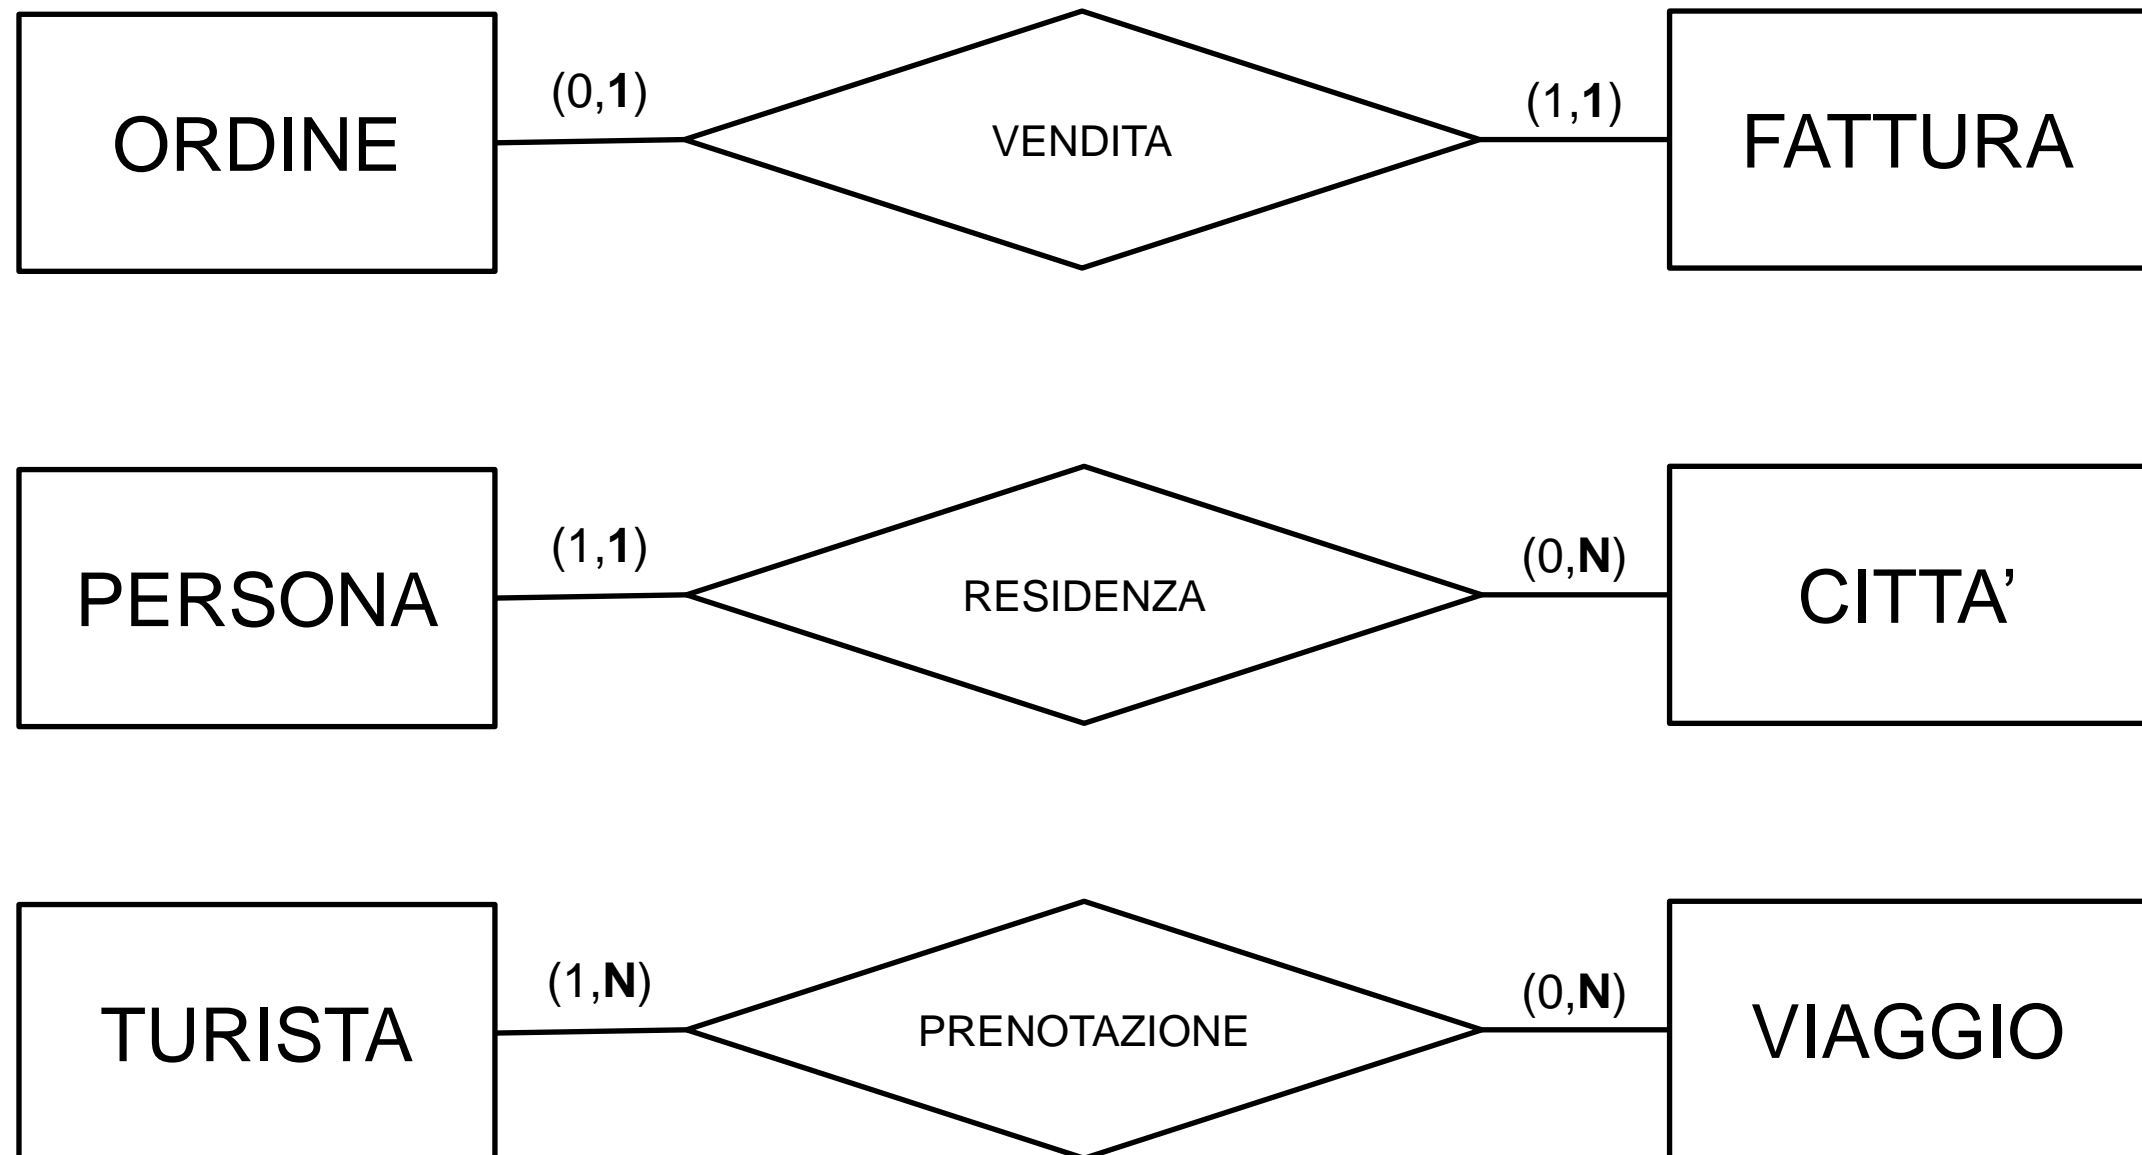 ORDINE (0,1) VENDITA (1,1) FATTURA
PERSONA (1,1) RESIDENZA (0,N) CITTA’
TURISTA (1,N) PRENOTAZIONE (0,N) VIAGGIO